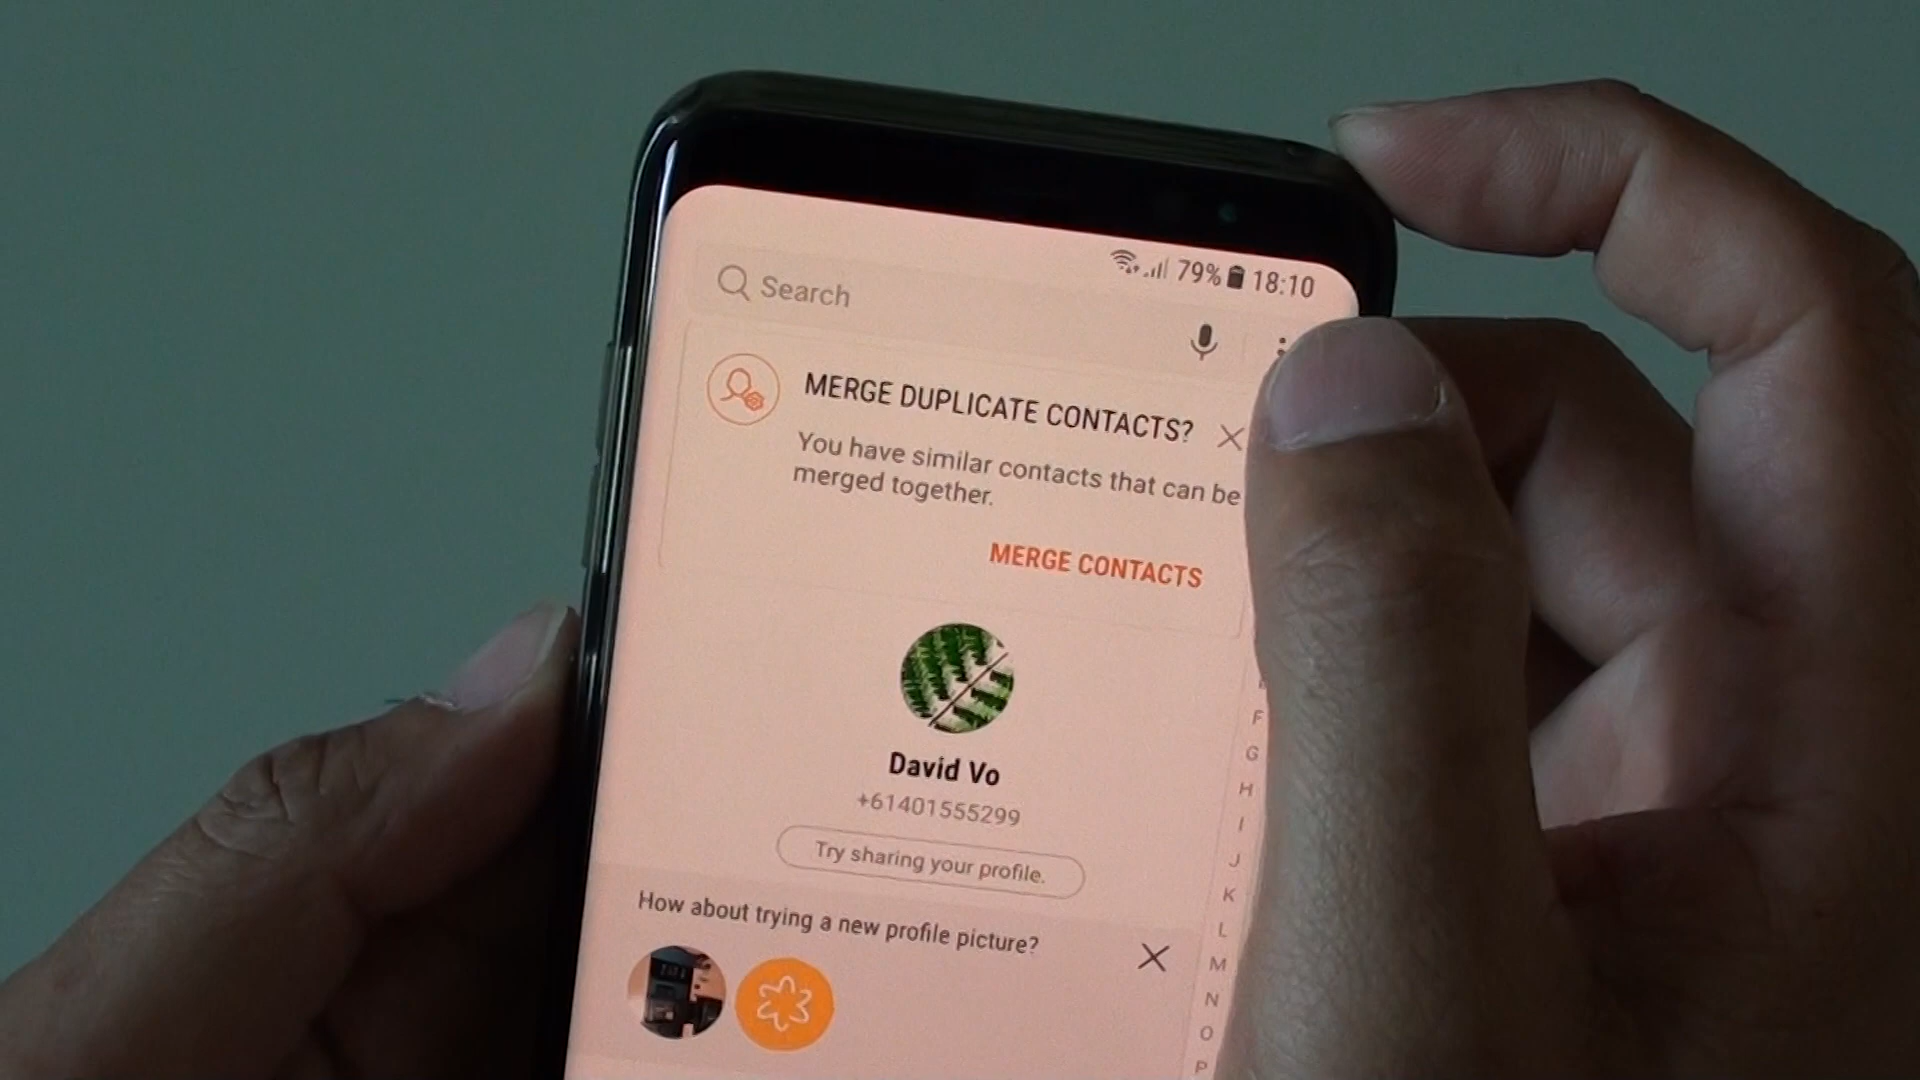 79% 18:10
Search
MERGE DUPLICATE CONTACTS?
You have similar contacts that can be
merged together.
MERGE CONTACTS
David Vo
+61401555299
Try sharing your profile.
How about trying a new profile picture?
F
G
H
I
J
K
L
M
N
O
P